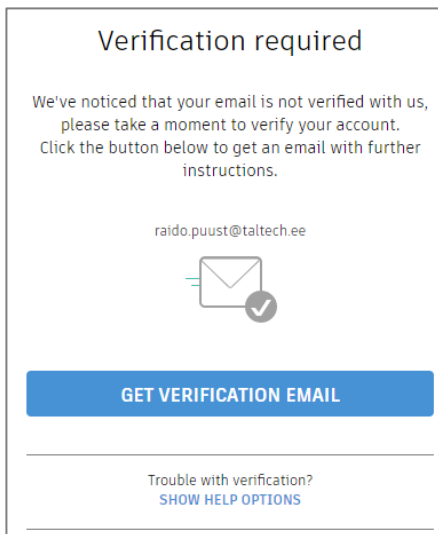 Verification required
We've noticed that your email is not verified with us,
please take a moment to verify your account.
Click the button below to get an email with further
instructions.
raido.puust@taltech.ee
GET VERIFICATION EMAIL
Trouble with verification?
SHOW HELP OPTIONS